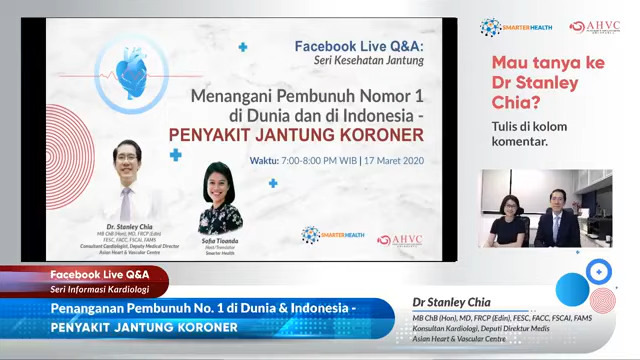 Facebook Live Q&A:
Seri Kesehatan Jantung
Menangani Pembunuh Nomor 1
di Dunia dan di Indonesia -
PENYAKIT JANTUNG KORONER
Waktu: 7:00-8:00 PM WIB | 17 Maret 2020
Dr. Stanley Chia
MB ChB (Hon), MD, FRCP (Edin)
FESC, FACC, FSCAI, FAMS
Consultant Cardiologist, Deputy Medical Director
Asian Heart & Vascular Centre
Sofia Tioanda
Host/Translator
Smarter Health
SMARTERHEALTH
AHVC
SMARTERHEALTH
AHVC
Mau tanya ke
Dr Stanley
Chia?
Tulis di kolom
komentar.
Facebook Live Q&A
Seri Informasi Kardiologi
Penanganan Pembunuh No. 1 di Dunia & Indonesia -
PENYAKIT JANTUNG KORONER
Dr Stanley Chia
MB ChB (Hon), MD, FRCP (Edin), FESC, FACC, FSCAI, FAMS
Konsultan Kardiologi, Deputi Direktur Medis
Asian Heart & Vascular Centre